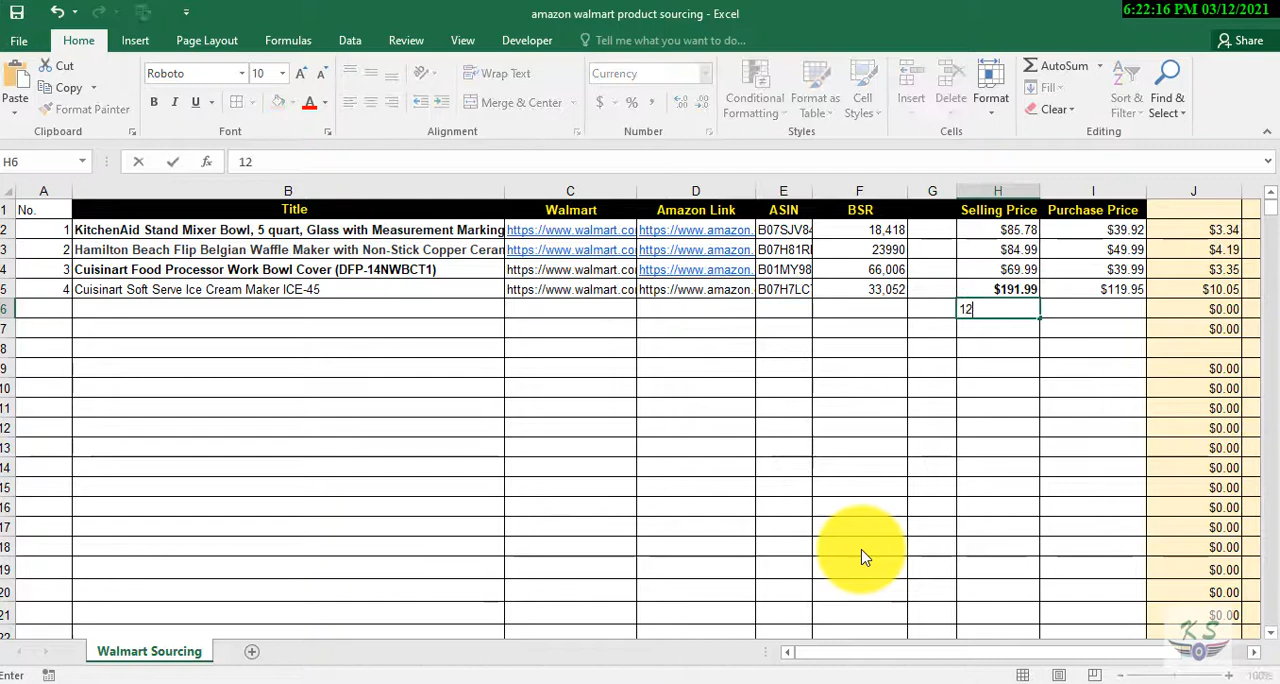 amazon walmart product sourcing - Excel
6:22:16 PM 03/12/2021
File Home Insert Page Layout Formulas Data Review View Developer Tell me what you want to do... Share
Paste Cut Copy Format Painter Clipboard
Roboto 10 B I U A Font
Wrap Text Merge & Center Alignment
Currency $ % , Number
Conditional Formatting Format as Table Cell Styles Styles
Insert Delete Format Cells
AutoSum Fill Clear Sort & Filter Find & Select Editing
H6 fx 12
A B C D E F G H I J
1 No. Title Walmart Amazon Link ASIN BSR Selling Price Purchase Price
2 1 KitchenAid Stand Mixer Bowl, 5 quart, Glass with Measurement Marking https://www.walmart.co https://www.amazon. B07SJV84 18,418 $85.78 $39.92 $3.34
3 2 Hamilton Beach Flip Belgian Waffle Maker with Non-Stick Copper Ceran https://www.walmart.co https://www.amazon. B07H81RI 23990 $84.99 $49.99 $4.19
4 3 Cuisinart Food Processor Work Bowl Cover (DFP-14NWBCT1) https://www.walmart.co https://www.amazon. B01MY98 66,006 $69.99 $39.99 $3.35
5 4 Cuisinart Soft Serve Ice Cream Maker ICE-45 https://www.walmart.co https://www.amazon. B07H7LC 33,052 $191.99 $119.95 $10.05
6 12 $0.00
7 $0.00
8
9 $0.00
10 $0.00
11 $0.00
12 $0.00
13 $0.00
14 $0.00
15 $0.00
16 $0.00
17 $0.00
18 $0.00
19 $0.00
20 $0.00
21 $0.00
22
KS
Walmart Sourcing
Enter 100%